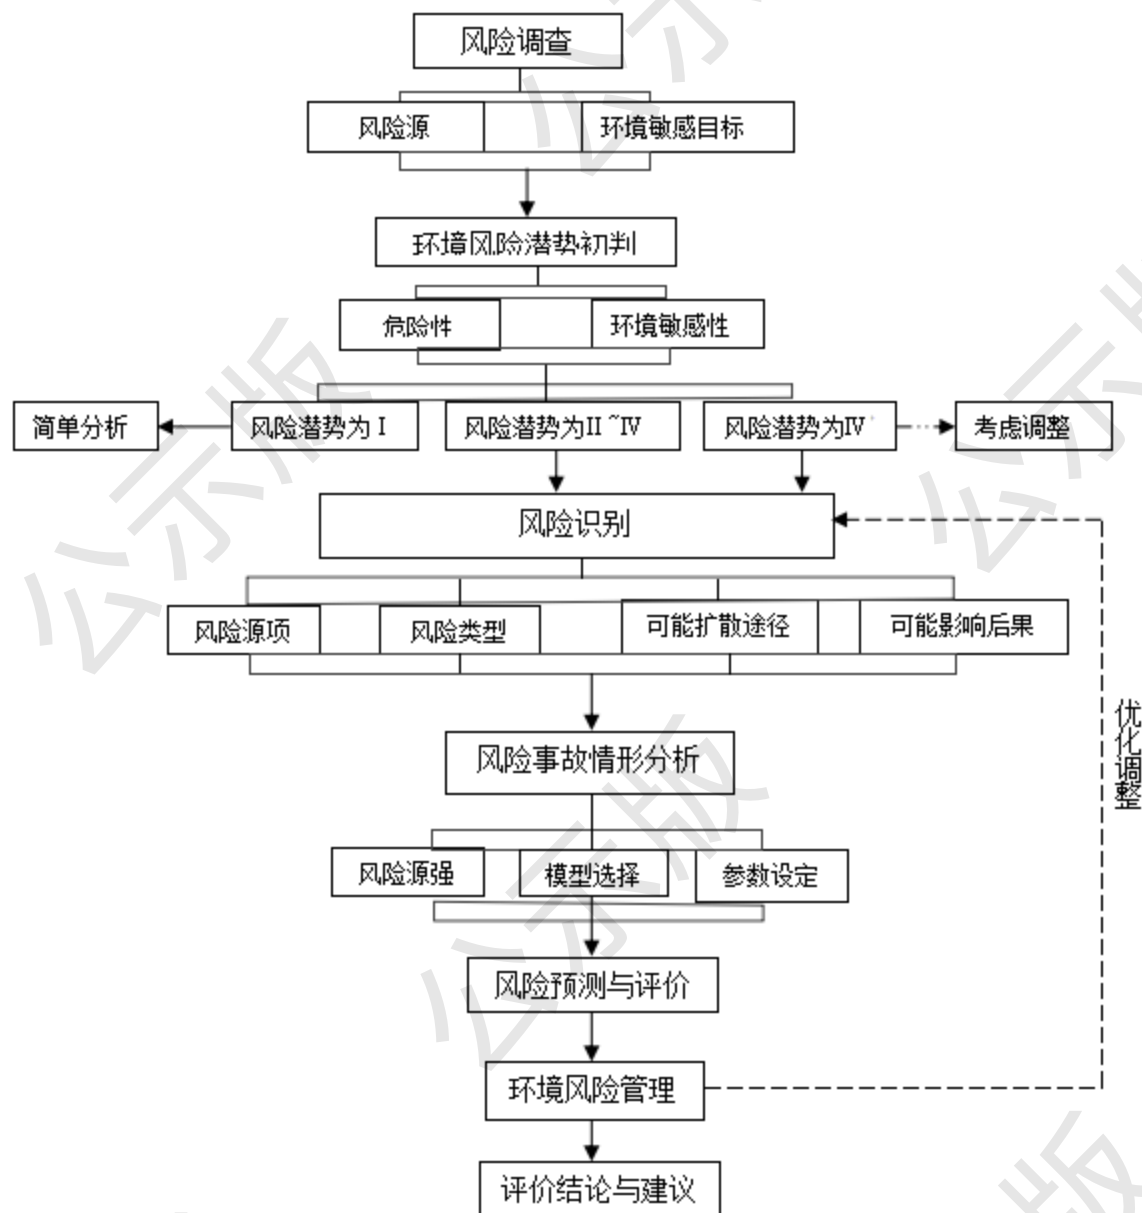 风险调查
风险源
环境敏感目标
环境风险潜势初判
危险性
环境敏感性
简单分析
风险潜势为 I
风险潜势为II ~IV
风险潜势为IV
考虑调整
风险识别
风险源项
风险类型
可能扩散途径
可能影响后果
优化调整
风险事故情形分析
风险源强
模型选择
参数设定
风险预测与评价
环境风险管理
评价结论与建议
公示版
公示版
公示版
公示
版